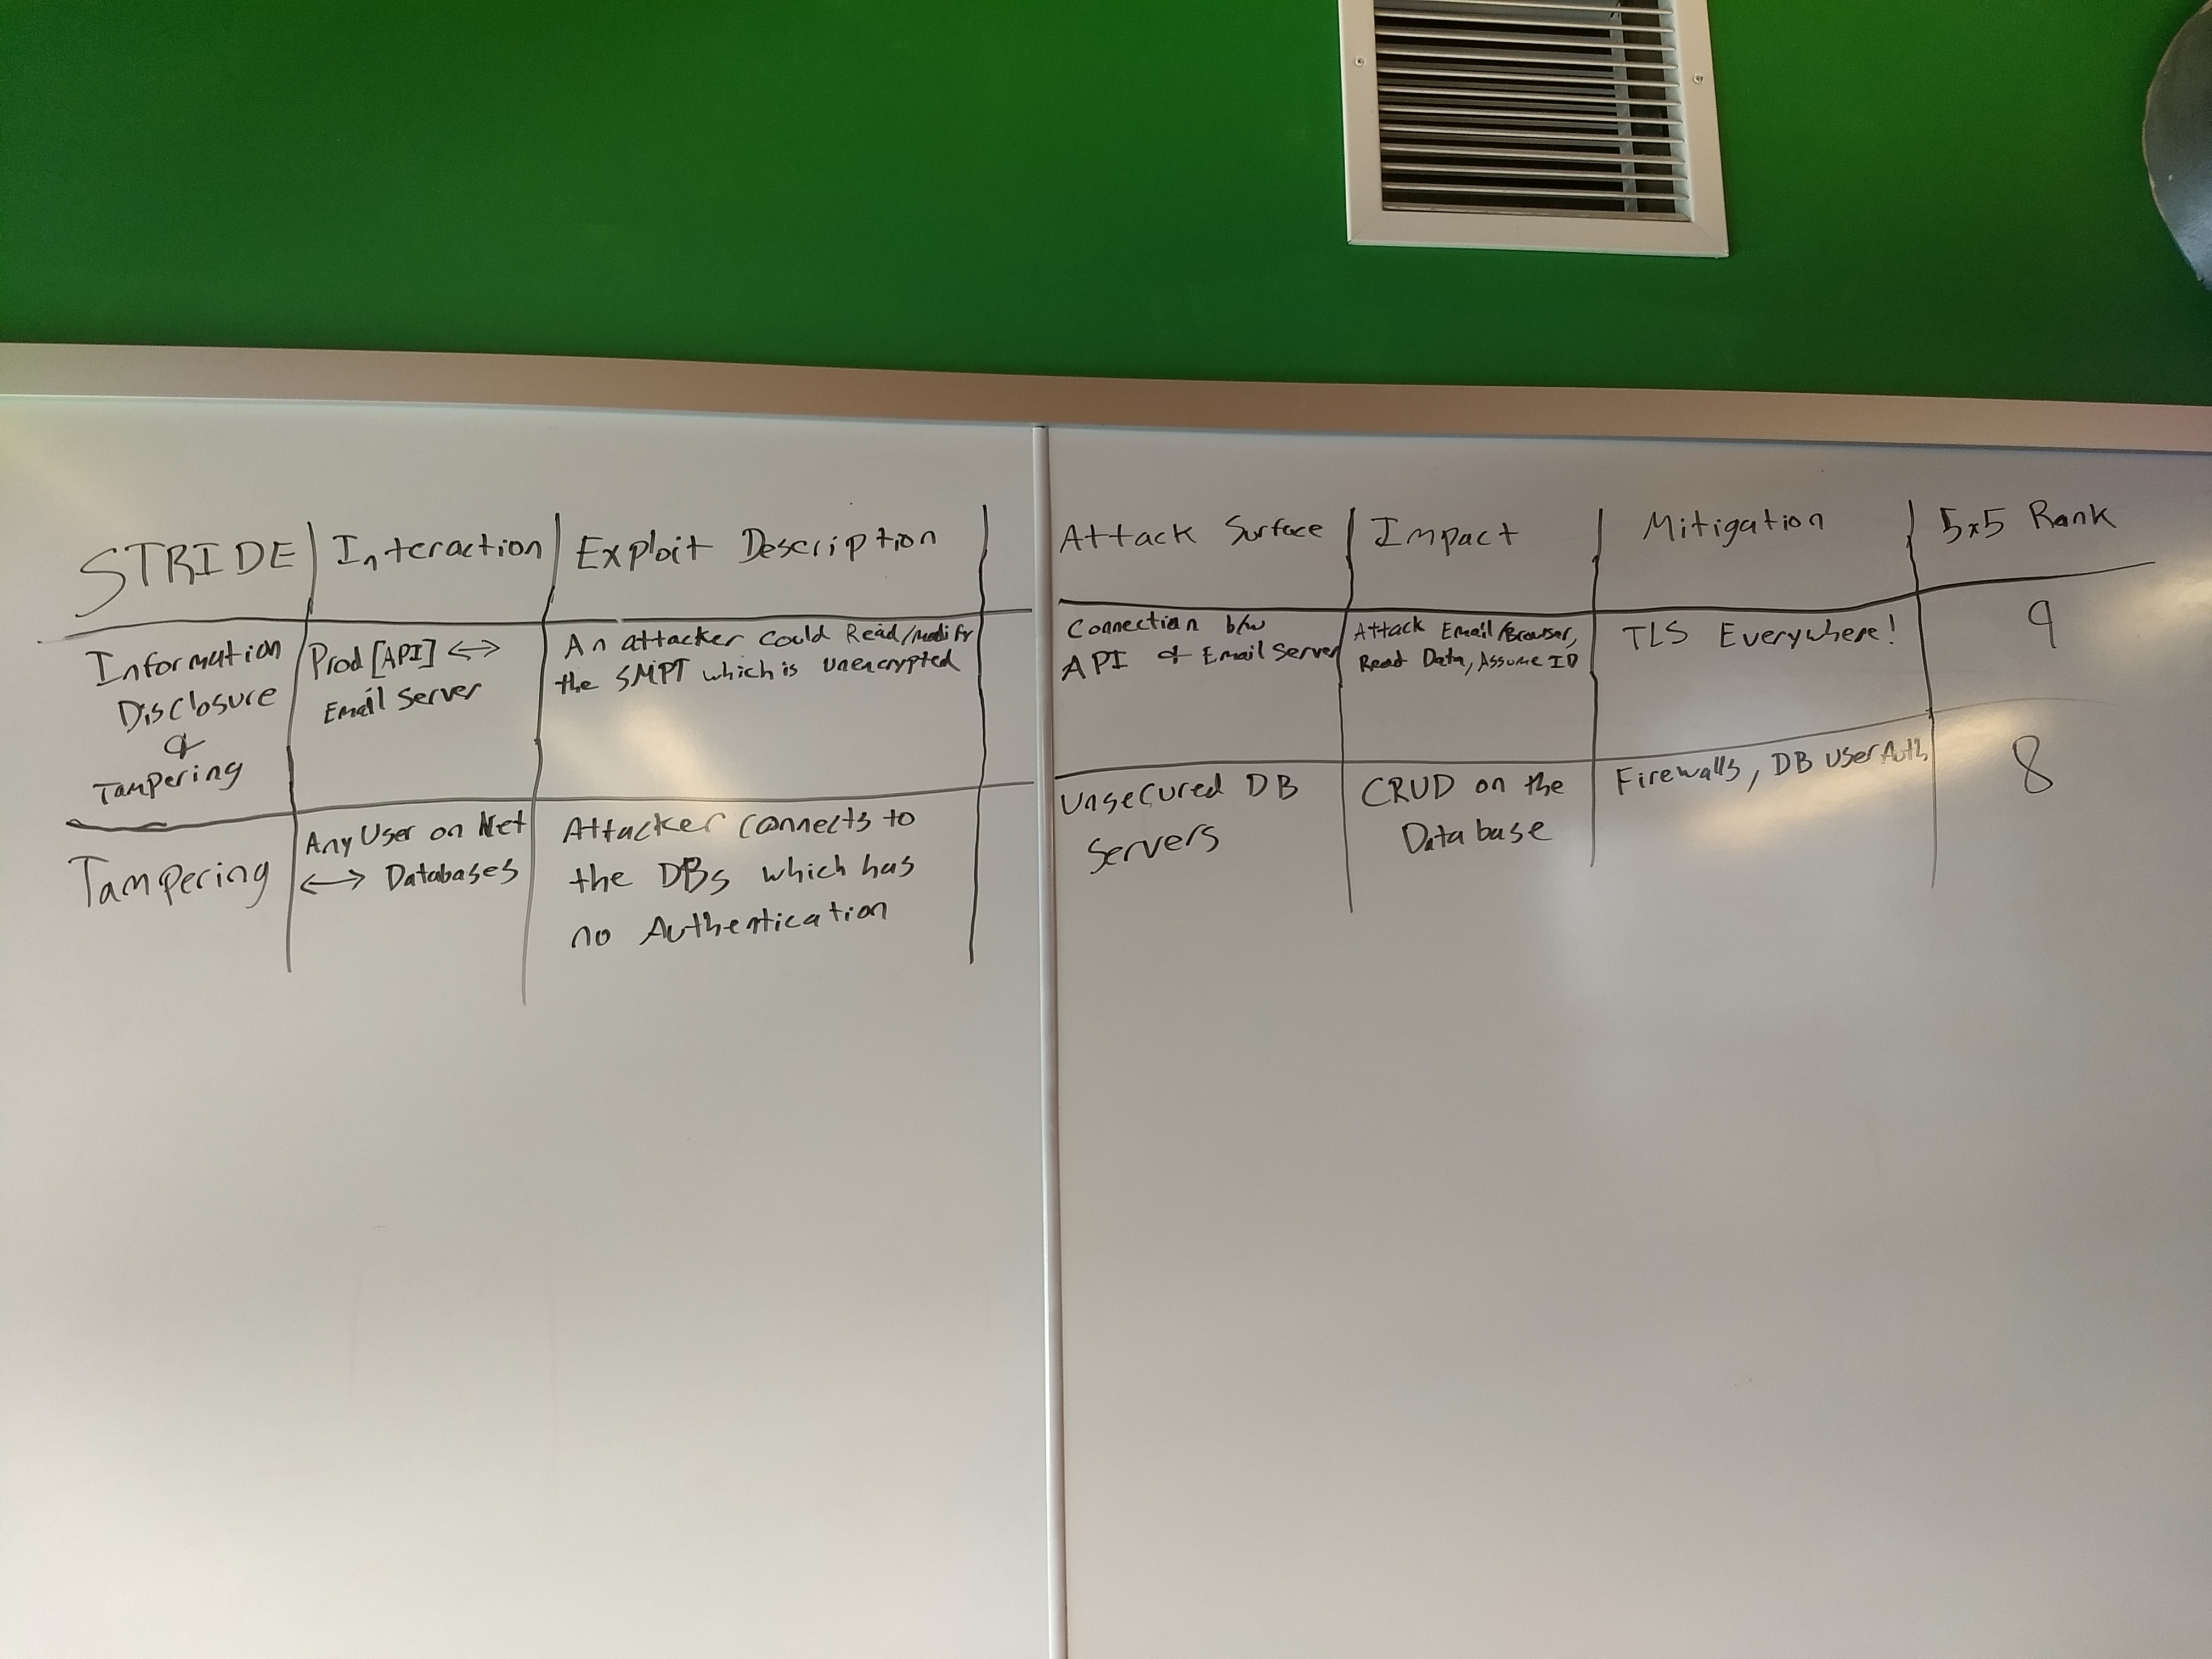 STRIDE
Interaction
Exploit Description
Attack Surface
Impact
Mitigation
5x5 Rank
Information
Disclosure
&
Tampering
Prod [API] <->
Email Server
An attacker could Read/modify
the SMPT which is unencrypted
Connection b/w
API & Email Server
Attack Email/Browser,
Read Data, Assume ID
TLS Everywhere!
9
Tampering
Any User on Net
<-> Databases
Attacker connects to
the DBs which has
no Authentication
Unsecured DB
Servers
CRUD on the
Database
Firewalls, DB User Auth
8